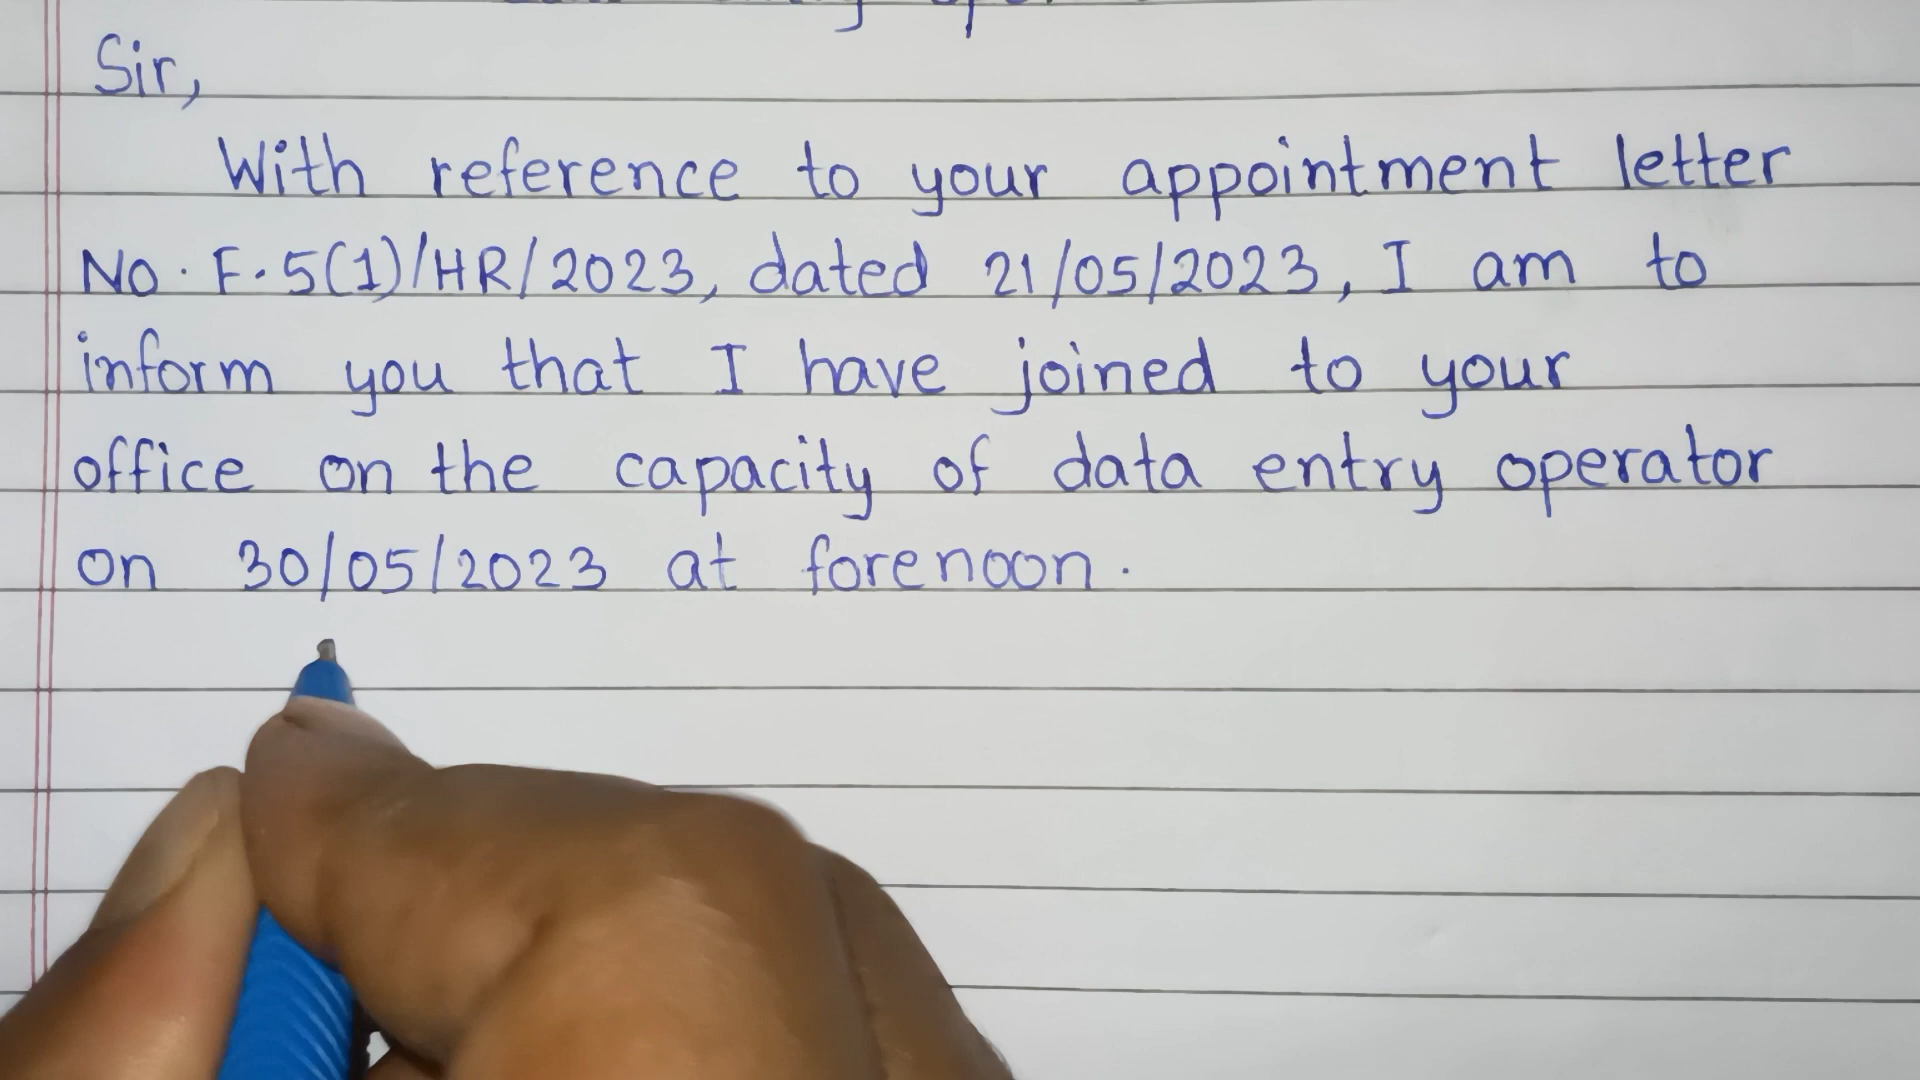 Sir,
With reference to your appointment letter
No. F.5(1)/HR/2023, dated 21/05/2023, I am to
inform you that I have joined to your
office on the capacity of data entry operator
on 30/05/2023 at forenoon.